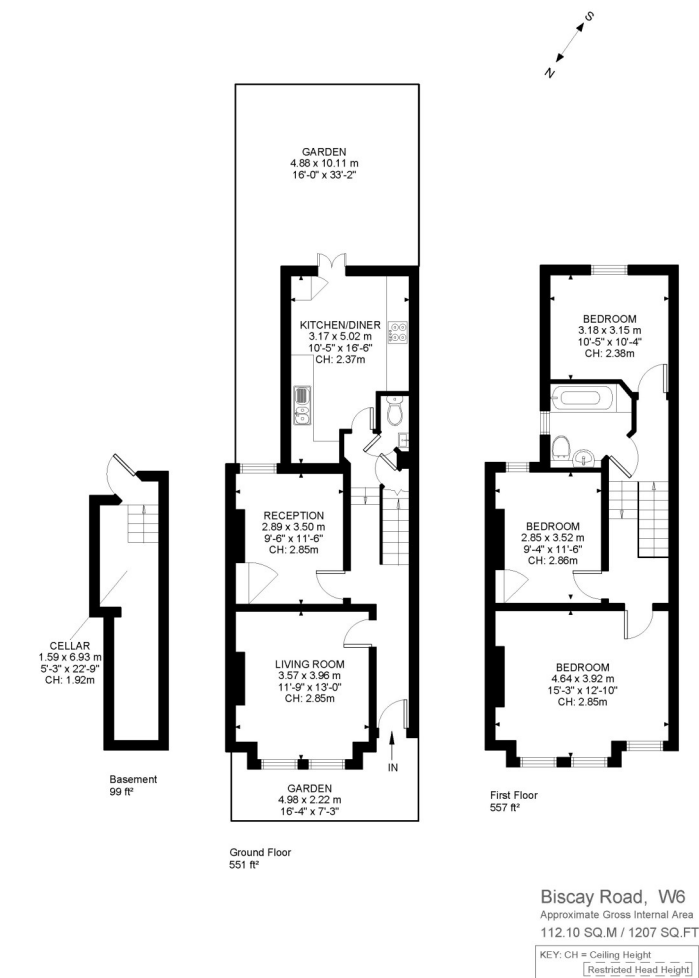 S
N
GARDEN
4.88 x 10.11 m
16'-0" x 33'-2"
KITCHEN/DINER
3.17 x 5.02 m
10'-5" x 16'-6"
CH: 2.37m
BEDROOM
3.18 x 3.15 m
10'-5" x 10'-4"
CH: 2.38m
RECEPTION
2.89 x 3.50 m
9'-6" x 11'-6"
CH: 2.85m
BEDROOM
2.85 x 3.52 m
9'-4" x 11'-6"
CH: 2.86m
CELLAR
1.59 x 6.93 m
5'-3" x 22'-9"
CH: 1.92m
LIVING ROOM
3.57 x 3.96 m
11'-9" x 13'-0"
CH: 2.85m
BEDROOM
4.64 x 3.92 m
15'-3" x 12'-10"
CH: 2.85m
IN
Basement
99 ft²
GARDEN
4.98 x 2.22 m
16'-4" x 7'-3"
First Floor
557 ft²
Ground Floor
551 ft²
Biscay Road, W6
Approximate Gross Internal Area
112.10 SQ.M / 1207 SQ.FT
KEY: CH = Ceiling Height
Restricted Head Height